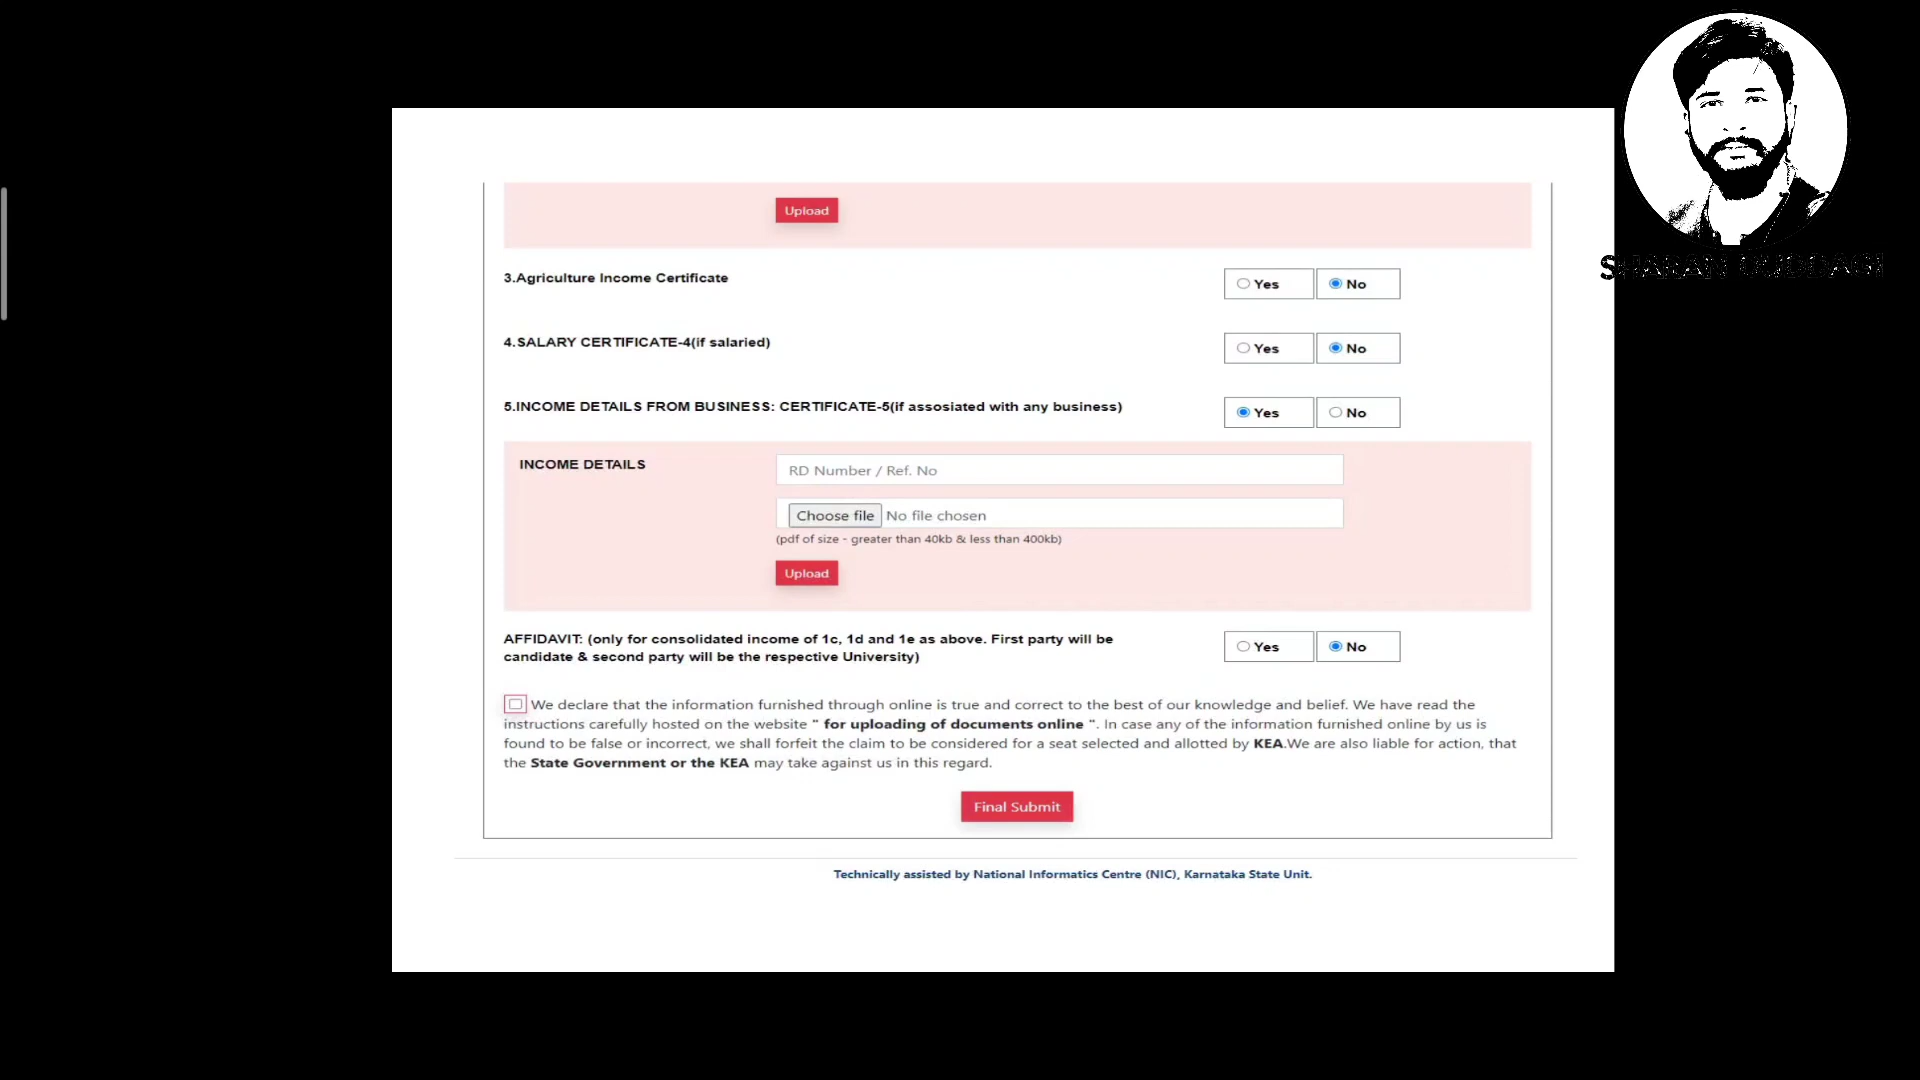 Upload
3.Agriculture Income Certificate
Yes No
4.SALARY CERTIFICATE-4(if salaried)
Yes No
5.INCOME DETAILS FROM BUSINESS: CERTIFICATE-5(if assosiated with any business)
Yes No
INCOME DETAILS
RD Number / Ref. No
Choose file No file chosen
(pdf of size - greater than 40kb & less than 400kb)
Upload
AFFIDAVIT: (only for consolidated income of 1c, 1d and 1e as above. First party will be
candidate & second party will be the respective University)
Yes No
We declare that the information furnished through online is true and correct to the best of our knowledge and belief. We have read the
instructions carefully hosted on the website " for uploading of documents online ". In case any of the information furnished online by us is
found to be false or incorrect, we shall forfeit the claim to be considered for a seat selected and allotted by KEA.We are also liable for action, that
the State Government or the KEA may take against us in this regard.
Final Submit
Technically assisted by National Informatics Centre (NIC), Karnataka State Unit.